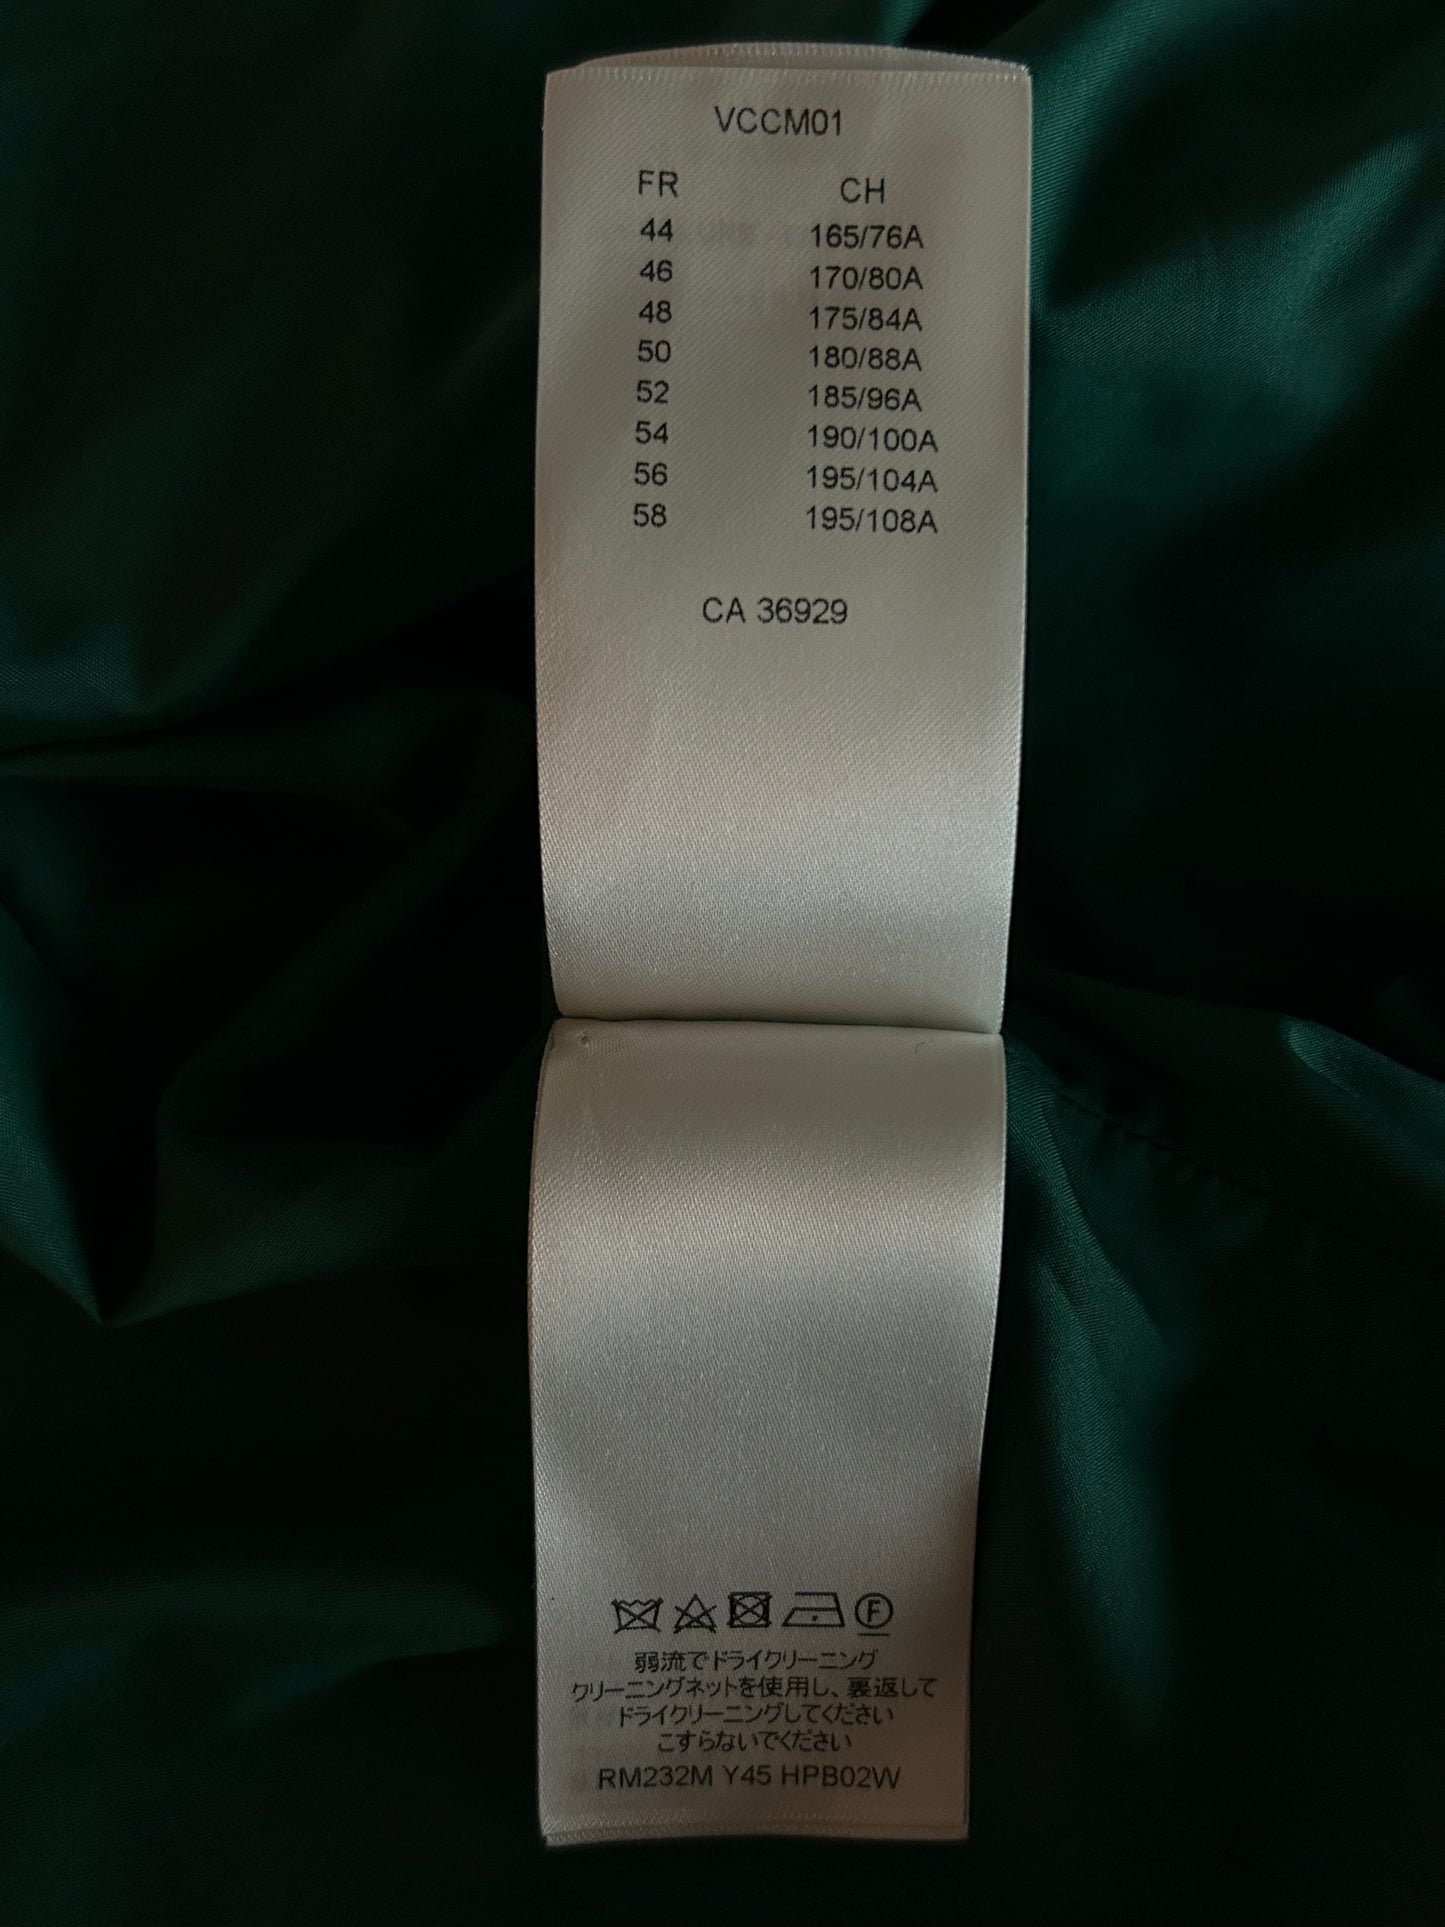 VCCM01
FR CH
44 165/76A
46 170/80A
48 175/84A
50 180/88A
52 185/96A
54 190/100A
56 195/104A
58 195/108A
CA 36929
F
弱流でドライクリーニング
クリーニングネットを使用し、裏返して
ドライクリーニングしてください
こすらないでください
RM232M Y45 HPB02W